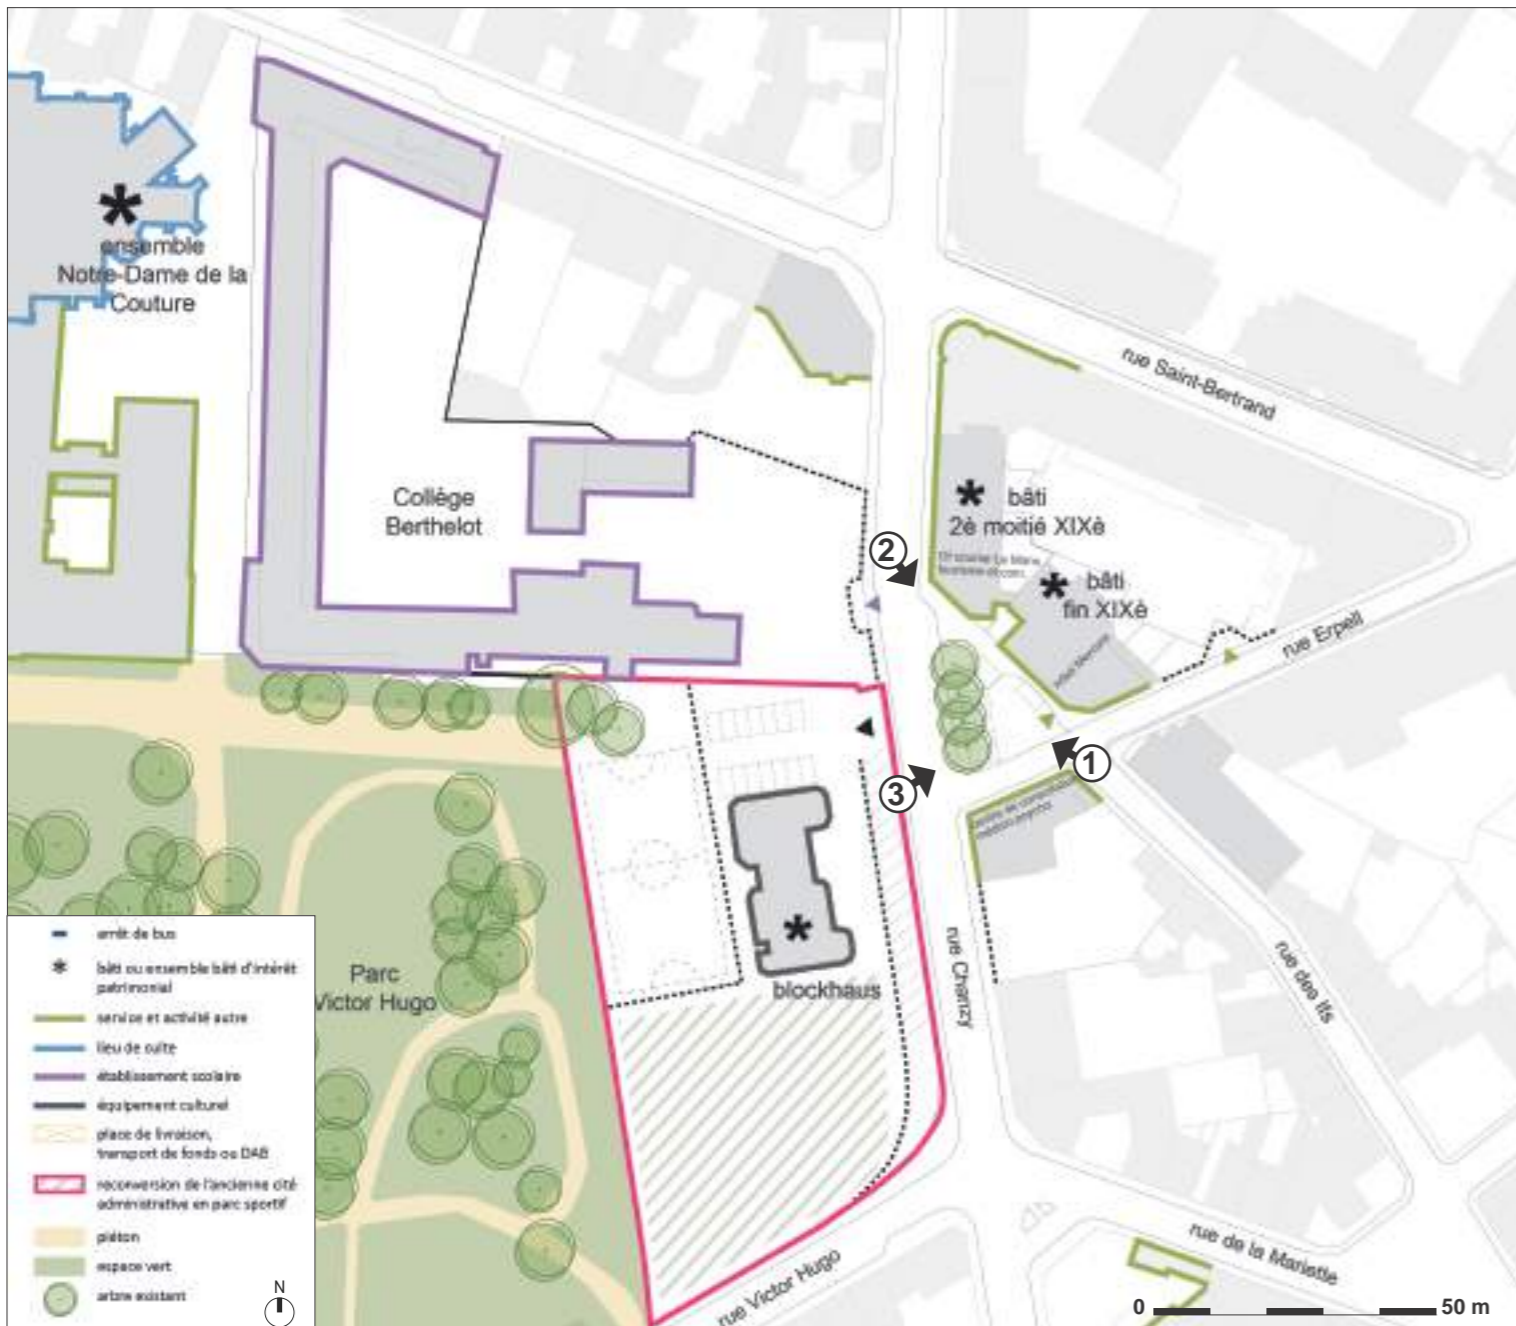 ensemble
Notre-Dame de la
Couture
Collège
Berthelot
rue Saint-Bertrand
bâti
2è moitié XIXè
bâti
fin XIXè
rue Erpell
2
1
3
rue Chanzy
rue des Ifs
blockhaus
Parc
Victor Hugo
rue Victor Hugo
rue de la Mariette
arrêt de bus
bâti ou ensemble bâti d'intérêt
patrimonial
service et activité autre
lieu de culte
établissement scolaire
équipement culturel
place de livraison,
transport de fonds ou DAB
reconversion de l'ancienne cité
administrative en parc sportif
piéton
espace vert
arbre existant
N
0 50 m